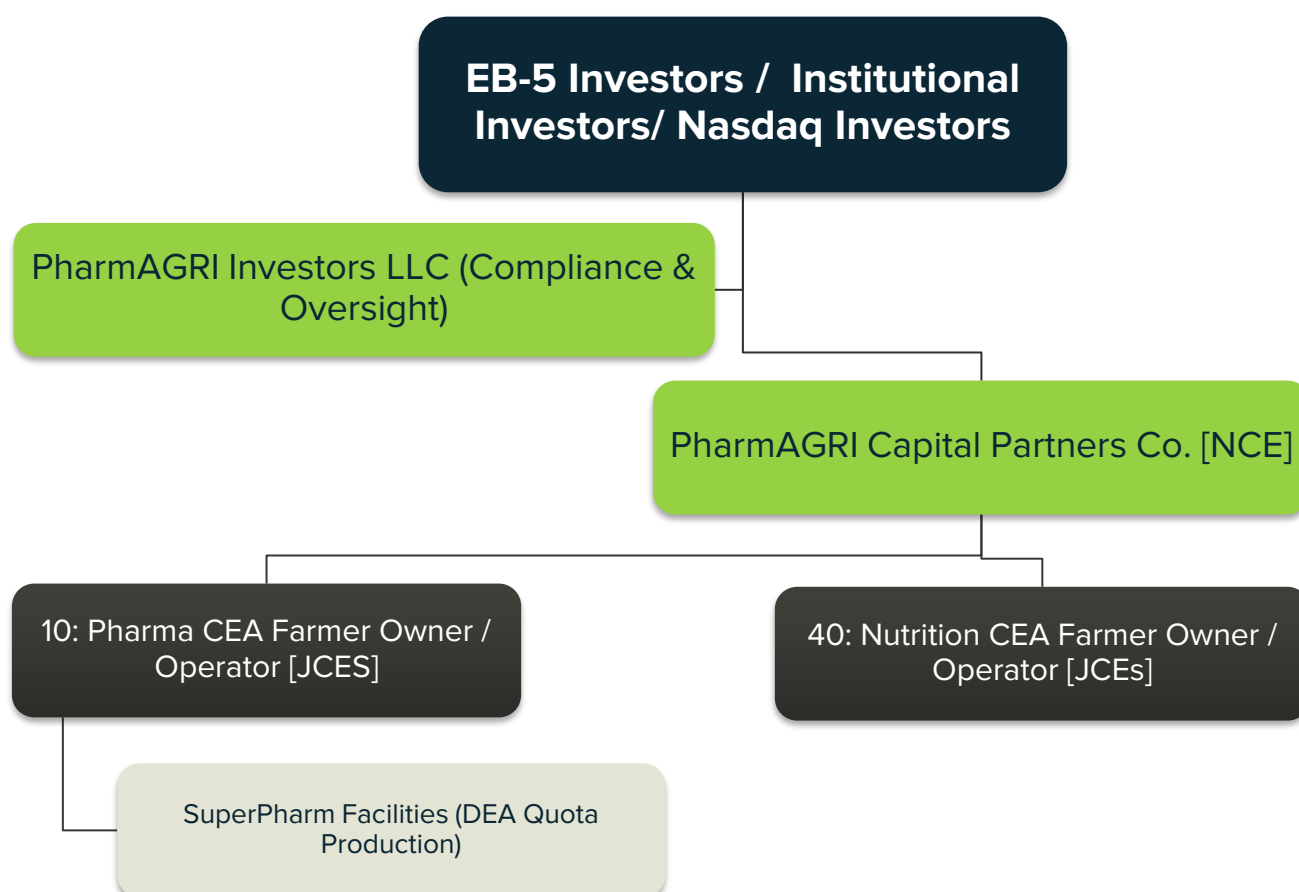 EB-5 Investors /  Institutional
Investors/ Nasdaq Investors
PharmAGRI Investors LLC (Compliance &
Oversight)
PharmAGRI Capital Partners Co. [NCE]
10: Pharma CEA Farmer Owner /
Operator [JCES]
40: Nutrition CEA Farmer Owner /
Operator [JCEs]
SuperPharm Facilities (DEA Quota
Production)